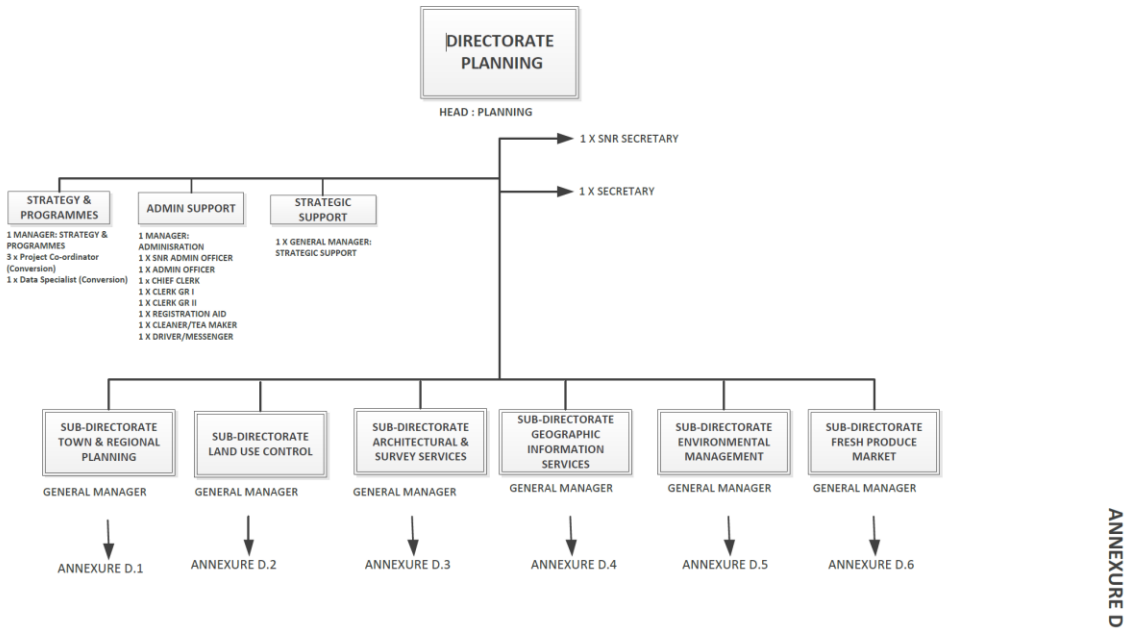 DIRECTORATE
PLANNING
HEAD : PLANNING
1 X SNR SECRETARY
1 X SECRETARY
STRATEGY &
PROGRAMMES
1 MANAGER: STRATEGY &
PROGRAMMES
3 x Project Co-ordinator
(Conversion)
1 x Data Specialist (Conversion)
ADMIN SUPPORT
1 MANAGER:
ADMINISRATION
1 X SNR ADMIN OFFICER
1 X ADMIN OFFICER
1 x CHIEF CLERK
1 X CLERK GR I
1 X CLERK GR II
1 X REGISTRATION AID
1 X CLEANER/TEA MAKER
1 X DRIVER/MESSENGER
STRATEGIC
SUPPORT
1 X GENERAL MANAGER:
STRATEGIC SUPPORT
SUB-DIRECTORATE
TOWN & REGIONAL
PLANNING
GENERAL MANAGER
ANNEXURE D.1
SUB-DIRECTORATE
LAND USE CONTROL
GENERAL MANAGER
ANNEXURE D.2
SUB-DIRECTORATE
ARCHITECTURAL &
SURVEY SERVICES
GENERAL MANAGER
ANNEXURE D.3
SUB-DIRECTORATE
GEOGRAPHIC
INFORMATION
SERVICES
GENERAL MANAGER
ANNEXURE D.4
SUB-DIRECTORATE
ENVIRONMENTAL
MANAGEMENT
GENERAL MANAGER
ANNEXURE D.5
SUB-DIRECTORATE
FRESH PRODUCE
MARKET
GENERAL MANAGER
ANNEXURE D.6
ANNEXURE D